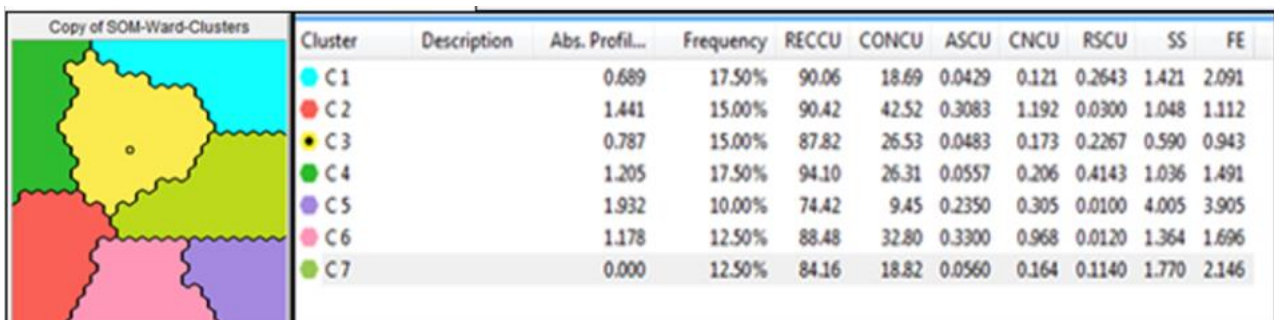 Copy of SOM-Ward-Clusters
Cluster Description Abs. Profil... Frequency RECCU CONCU ASCU CNCU RSCU SS FE
C 1 0.689 17.50% 90.06 18.69 0.0429 0.121 0.2643 1.421 2.091
C 2 1.441 15.00% 90.42 42.52 0.3083 1.192 0.0300 1.048 1.112
C 3 0.787 15.00% 87.82 26.53 0.0483 0.173 0.2267 0.590 0.943
C 4 1.205 17.50% 94.10 26.31 0.0557 0.206 0.4143 1.036 1.491
C 5 1.932 10.00% 74.42 9.45 0.2350 0.305 0.0100 4.005 3.905
C 6 1.178 12.50% 88.48 32.80 0.3300 0.968 0.0120 1.364 1.696
C 7 0.000 12.50% 84.16 18.82 0.0560 0.164 0.1140 1.770 2.146